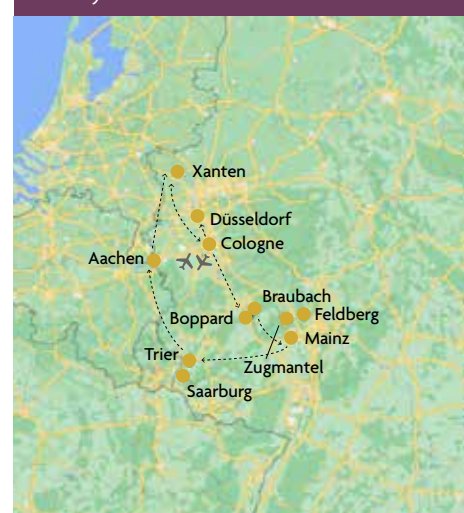 Xanten
Düsseldorf
Cologne
Aachen
Braubach
Boppard
Feldberg
Mainz
Trier
Zugmantel
Saarburg